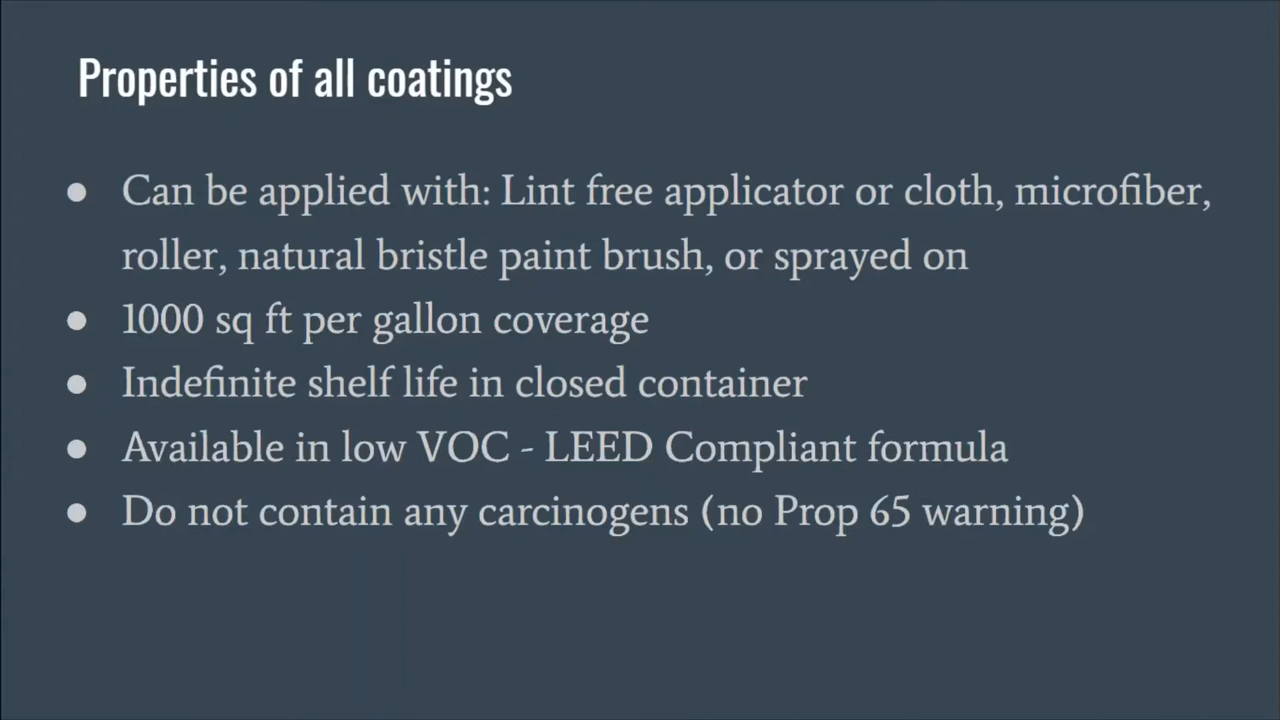 Properties of all coatings
● Can be applied with: Lint free applicator or cloth, microfiber,
roller, natural bristle paint brush, or sprayed on
● 1000 sq ft per gallon coverage
● Indefinite shelf life in closed container
● Available in low VOC - LEED Compliant formula
● Do not contain any carcinogens (no Prop 65 warning)